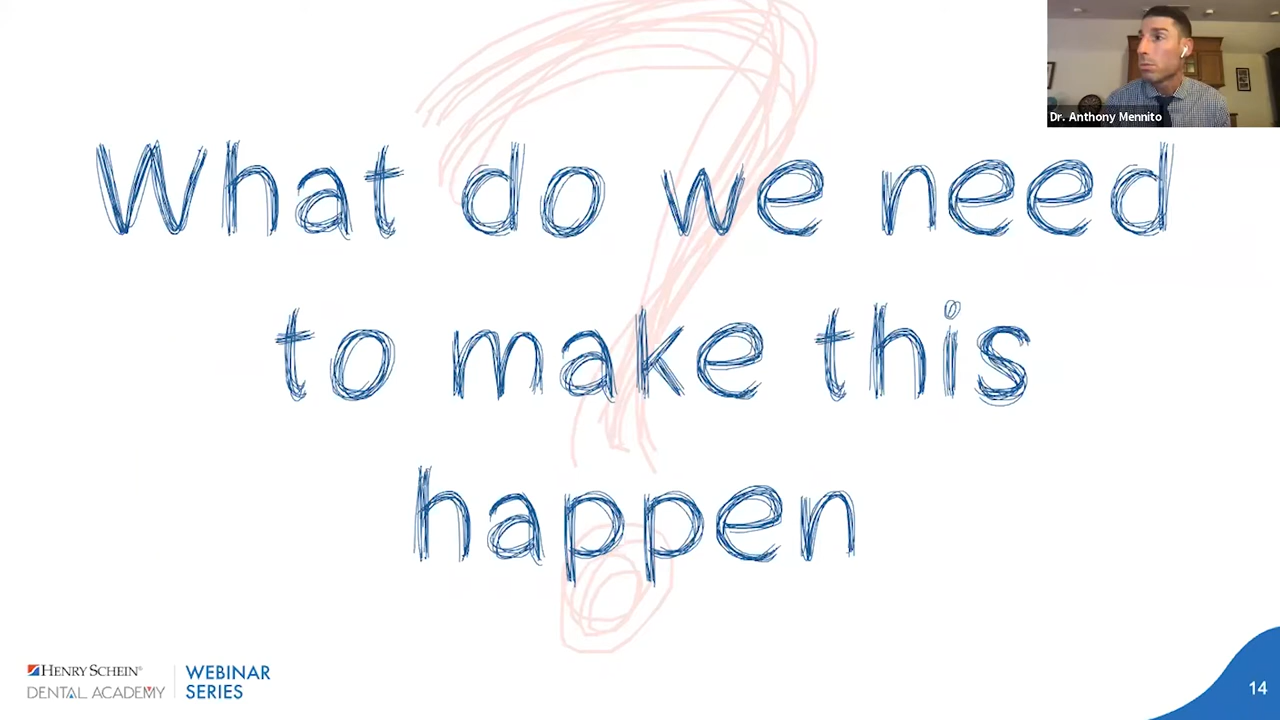 Dr. Anthony Mennito
What do we need
to make this
happen
?
HENRY SCHEIN®
DENTAL ACADEMY
WEBINAR
SERIES
14